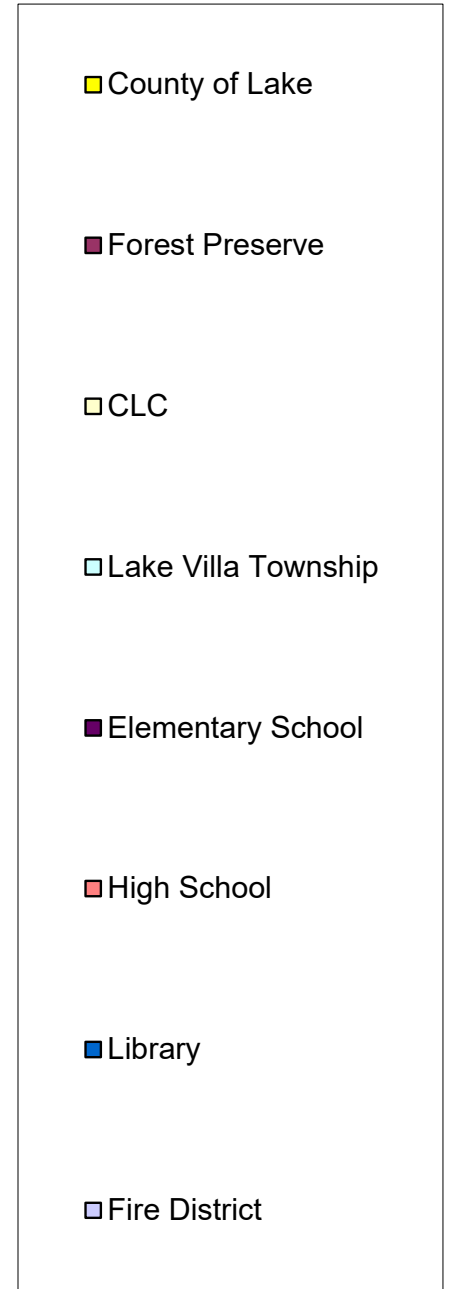 County of Lake
Forest Preserve
CLC
Lake Villa Township
Elementary School
High School
Library
Fire District